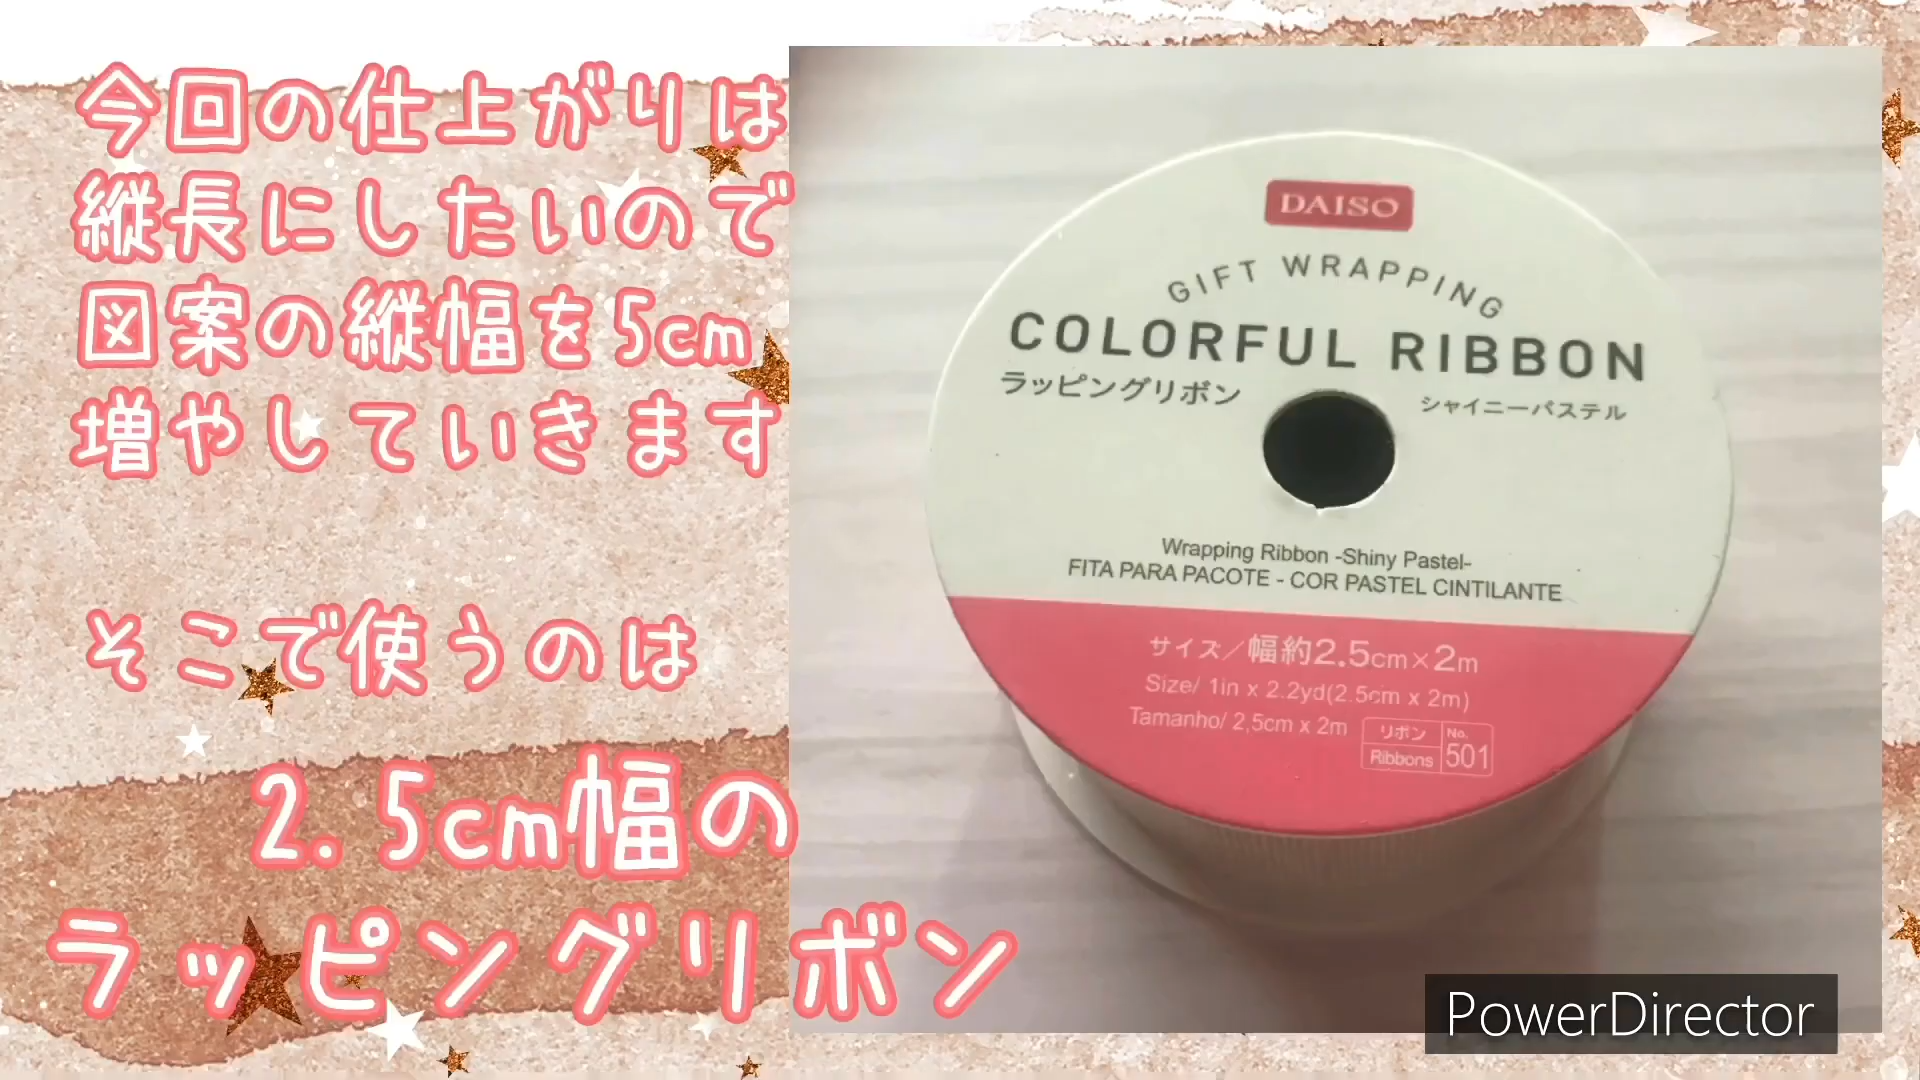 今回の仕上がりは
縦長にしたいので
図案の縦幅を5cm
増やしていきます
そこで使うのは
2.5cm幅の
ラッピングリボン
DAISO
GIFT WRAPPING
COLORFUL RIBBON
ラッピングリボン
シャイニーパステル
Wrapping Ribbon -Shiny Pastel-
FITA PARA PACOTE - COR PASTEL CINTILANTE
サイズ/幅約2.5cm×2m
Size/ 1in x 2.2yd(2.5cm x 2m)
Tamanho/ 2,5cm x 2m
リボン No.
Ribbons 501
PowerDirector